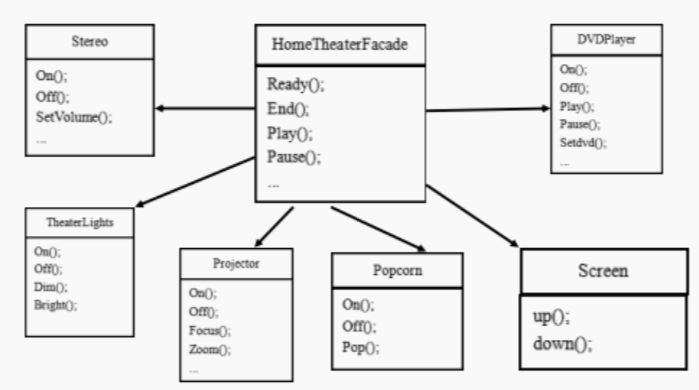 Stereo
On();
Off();
SetVolume();
...
HomeTheaterFacade
Ready();
End();
Play();
Pause();
...
DVDPlayer
On();
Off();
Play();
Pause();
Setdvd();
...
TheaterLights
On();
Off();
Dim();
Bright();
Projector
On();
Off();
Focus();
Zoom();
...
Popcorn
On();
Off();
Pop();
Screen
up();
down();